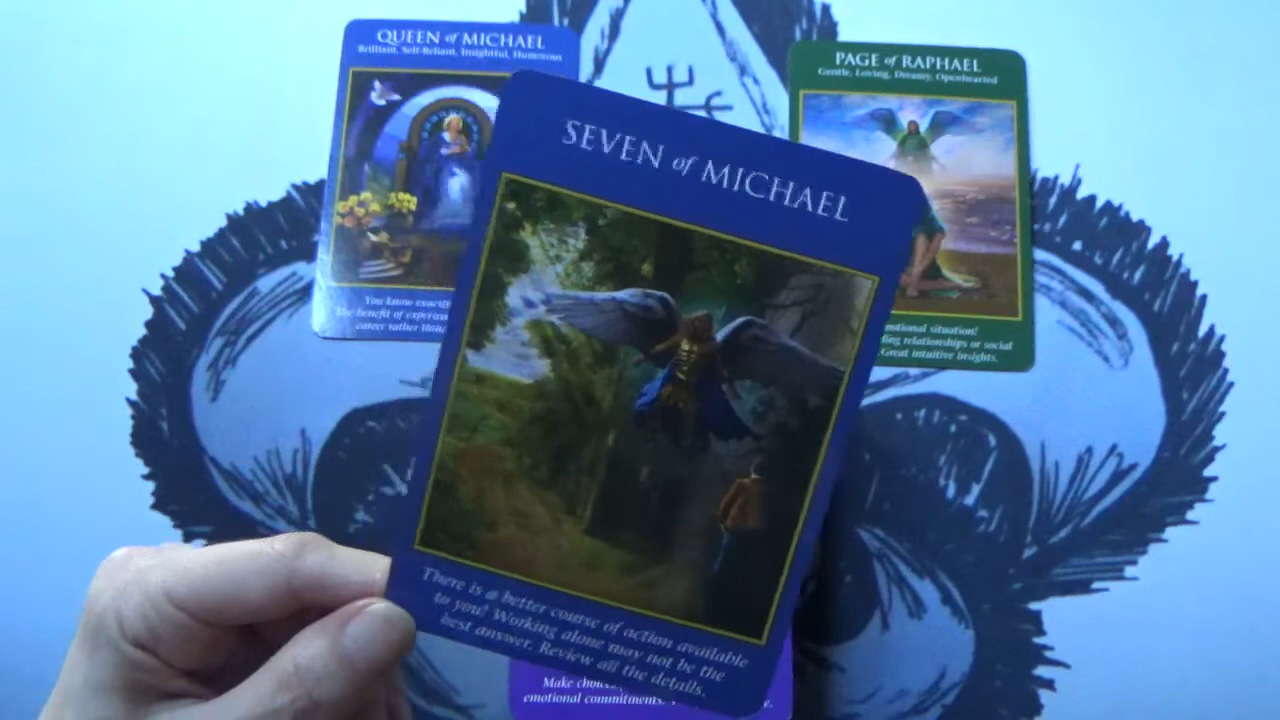 QUEEN of MICHAEL
Brilliant, Self-Reliant, Insightful, Humorous
You know exactly
The benefit of
career rather than
PAGE of RAPHAEL
Gentle, Loving, Dreamy, Openhearted
situation!
relationships or social
Great intuitive insights.
SEVEN of MICHAEL
There is a better course of action available
to you! Working alone may not be the
best answer. Review all the details.
Make
emotional commitments.